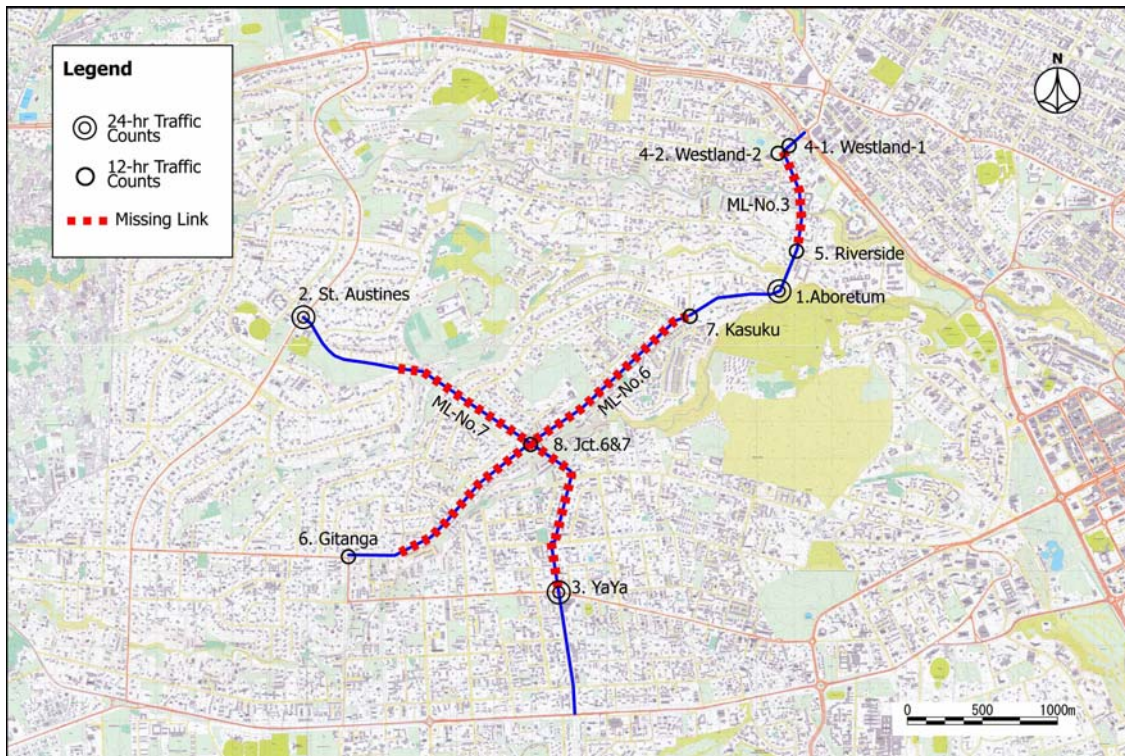 Legend
24-hr Traffic
Counts
12-hr Traffic
Counts
Missing Link
N
4-2. Westland-2
4-1. Westland-1
ML-No.3
5. Riverside
2. St. Austines
1.Aboretum
7. Kasuku
ML-No.6
ML-No.7
8. Jct.6&7
6. Gitanga
3. YaYa
0 500 1000m